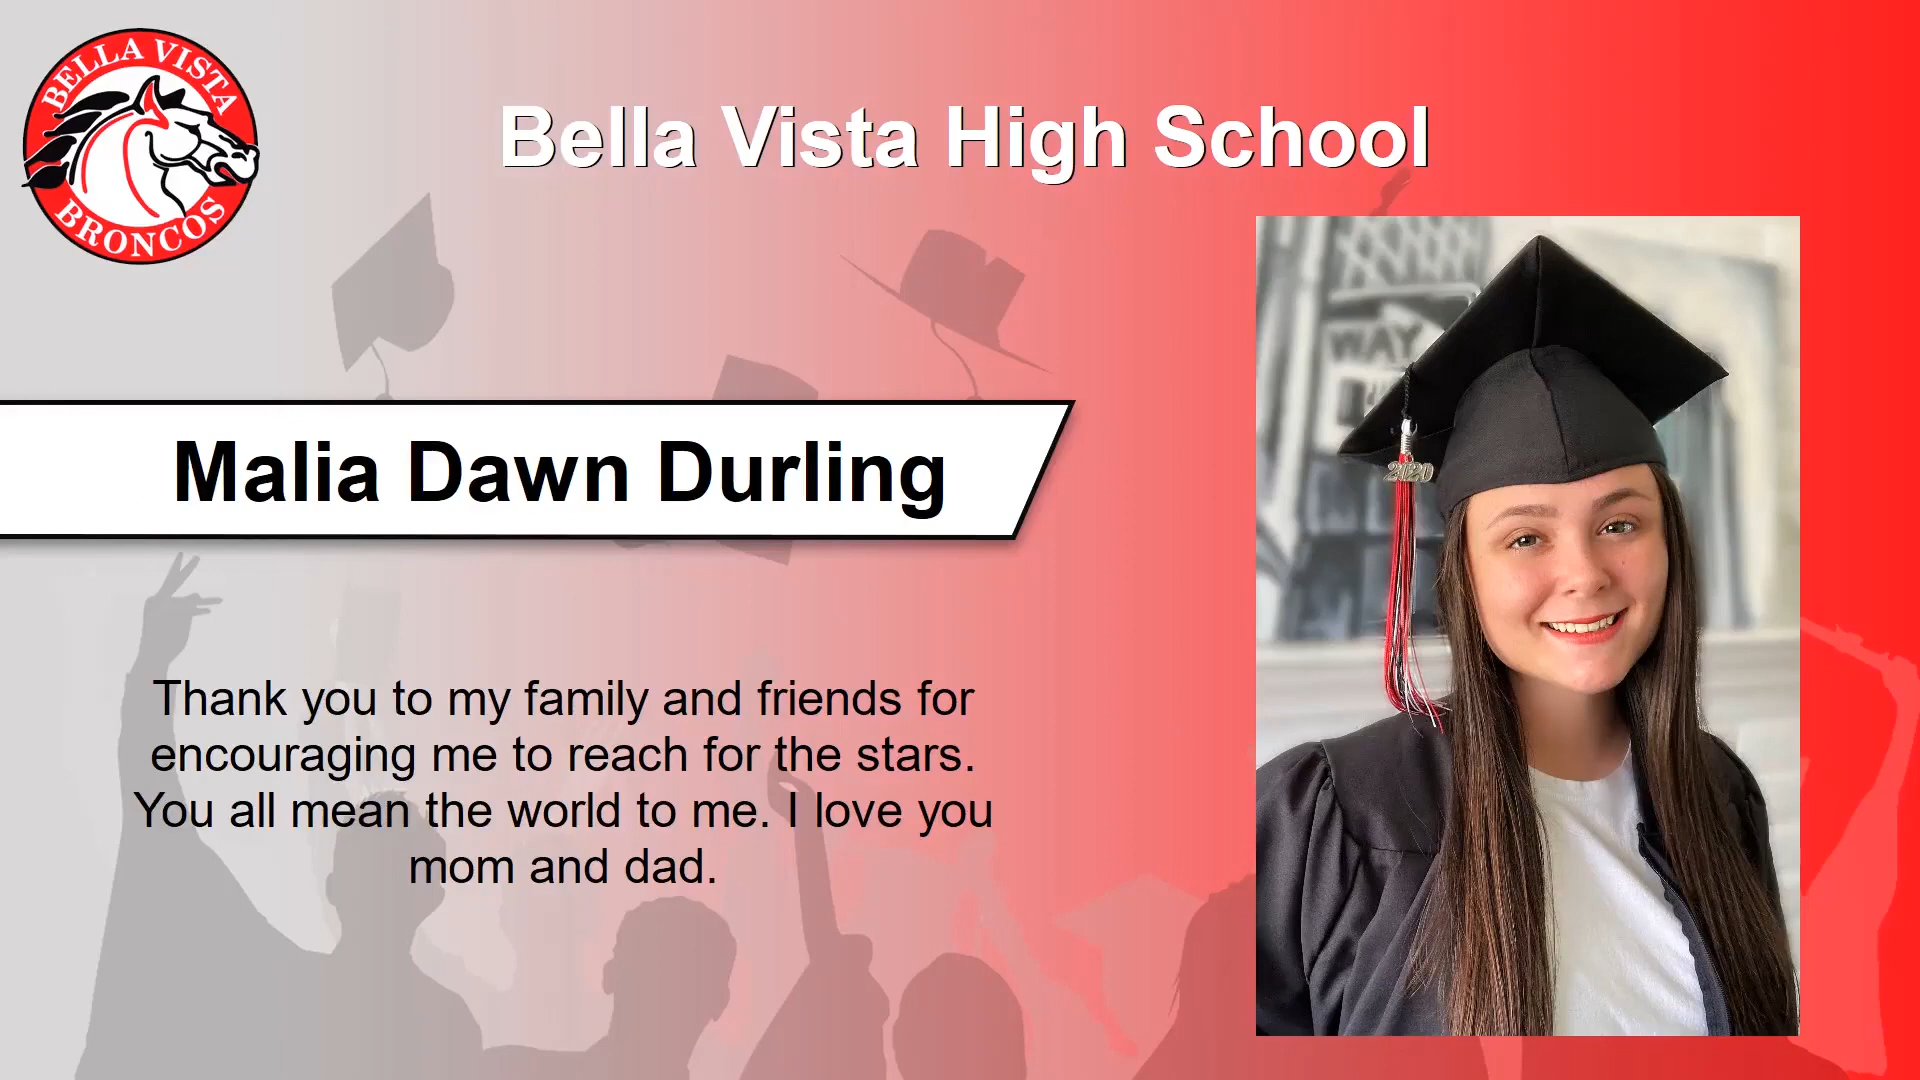 BELLA VISTA
BRONCOS
Bella Vista High School
WAY
2020
Malia Dawn Durling
Thank you to my family and friends for
encouraging me to reach for the stars.
You all mean the world to me. I love you
mom and dad.